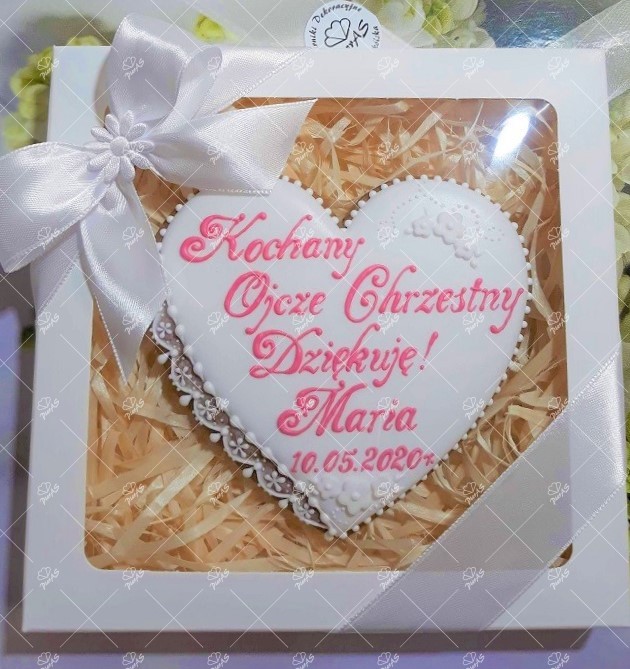 Kochany
Ojcze Chrzestny
Dziękuję!
Maria
10.05.2020r